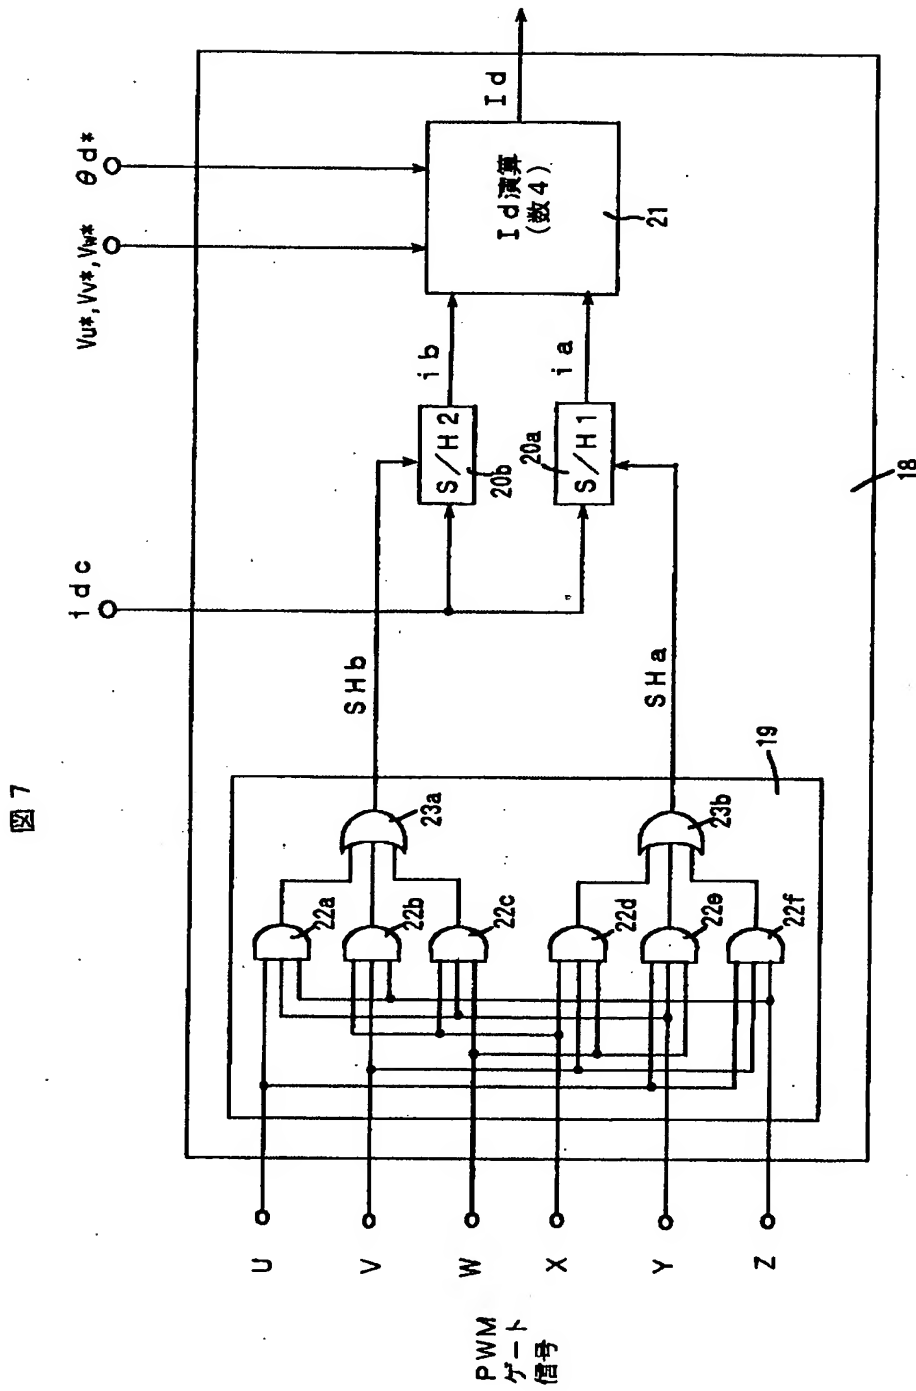 図7
PWM
ゲート
信号
U
V
W
X
Y
Z
22a
22b
22c
22d
22e
22f
23a
23b
19
SHb
SHa
idc
S/H2
20b
S/H1
20a
ib
ia
Vu*,Vv*,Vw*
θd*
Id演算
(数4)
21
Id
18